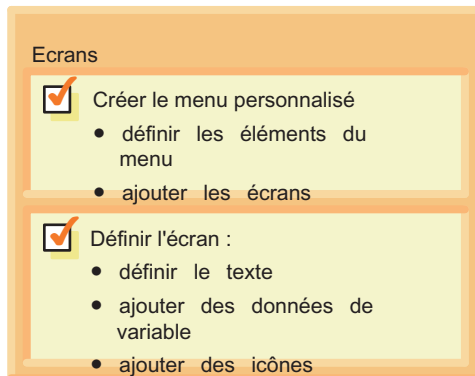 Ecrans
Créer le menu personnalisé
• définir les éléments du
menu
• ajouter les écrans
Définir l'écran :
• définir le texte
• ajouter des données de
variable
• ajouter des icônes